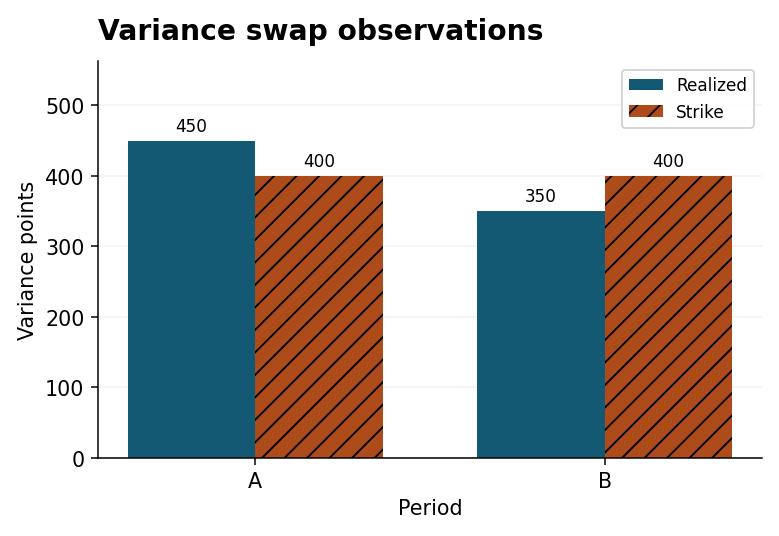 Variance swap observations
Realized
Strike
Variance points
500
400
300
200
100
0
450
400
350
400
A
B
Period